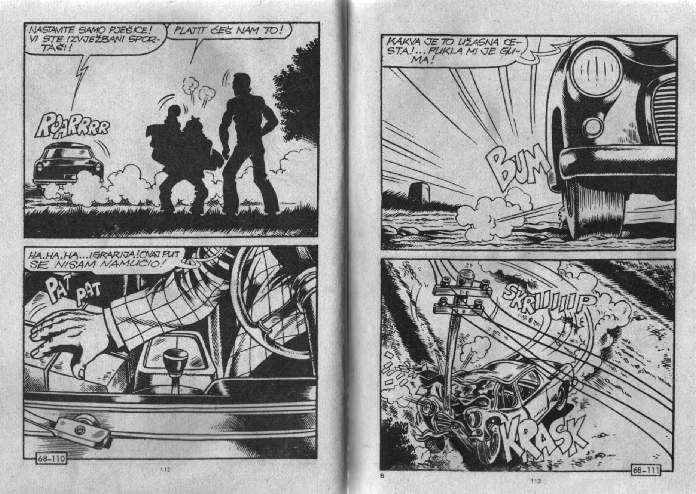 NASTAVITE SAMO PJEŠICE!
VI STE IZVJEŽBANI SPOR-
TAŠI!
PLATIT ĆEŠ NAM TO!
ROARRRR
HA, HA, HA... IGRARIJA! OVAJ PUT
SE NISAM NAMUČIO!
PAT
PAT
68-110
112
KAKVA JE TO UŽASNA CE-
STA!... PUKLA MI JE GU-
MA!
BUM
SKRIIIIIP
KRASK
68-111
8
113